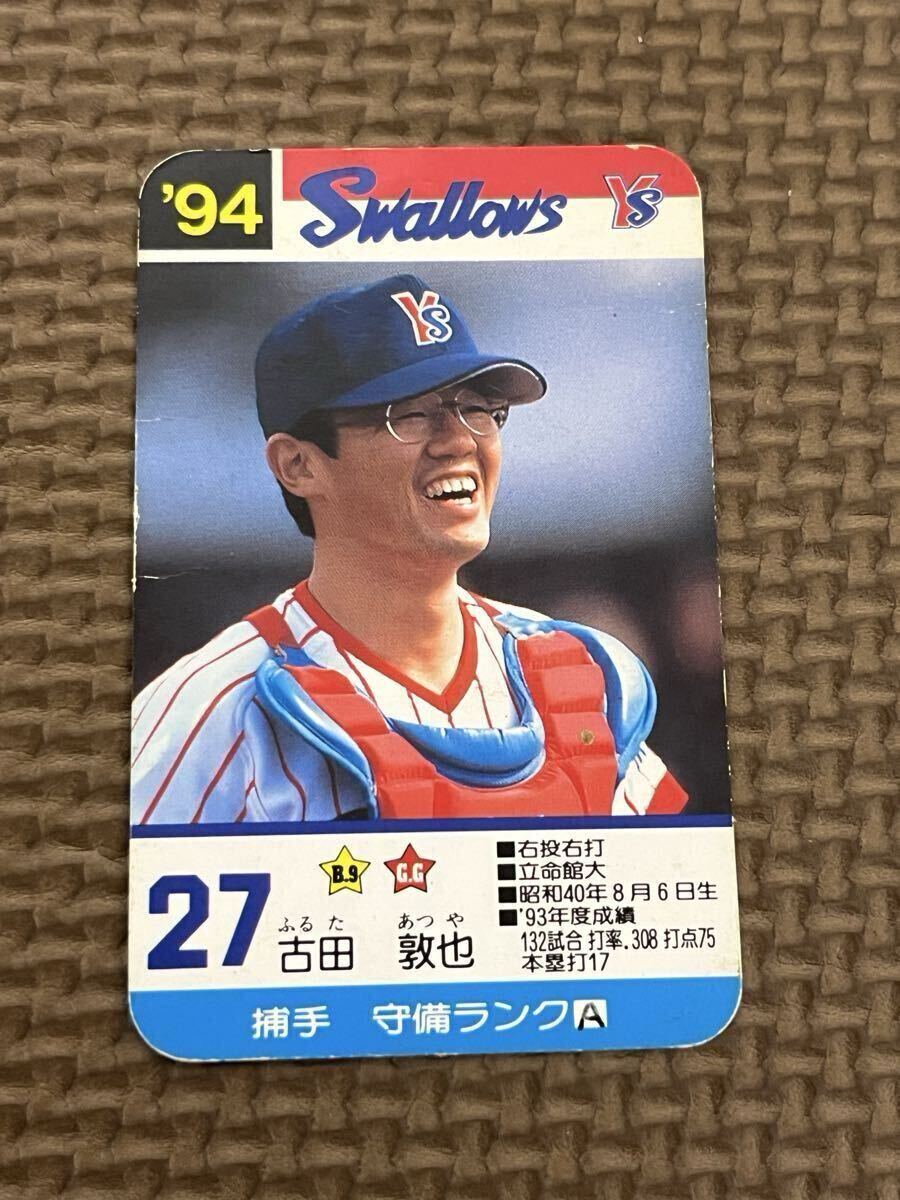 '94 Swallows Ys
Ys
27
B.9 G.G
ふるた あつや
古田 敦也
■右投右打
■立命館大
■昭和40年8月6日生
■'93年度成績
132試合 打率.308 打点75
本塁打17
捕手 守備ランクA